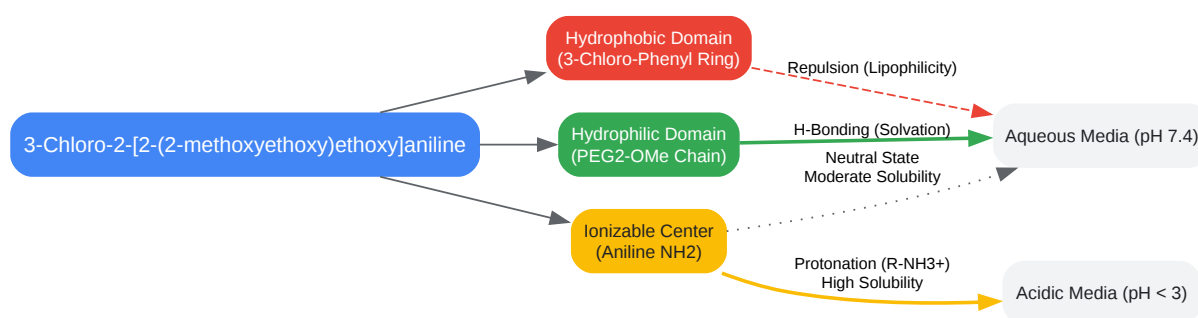 3-Chloro-2-[2-(2-methoxyethoxy)ethoxy]aniline
Hydrophobic Domain
(3-Chloro-Phenyl Ring)
Hydrophilic Domain
(PEG2-OMe Chain)
Ionizable Center
(Aniline NH2)
Repulsion (Lipophilicity)
H-Bonding (Solvation)
Neutral State
Moderate Solubility
Protonation (R-NH3+)
High Solubility
Aqueous Media (pH 7.4)
Acidic Media (pH < 3)